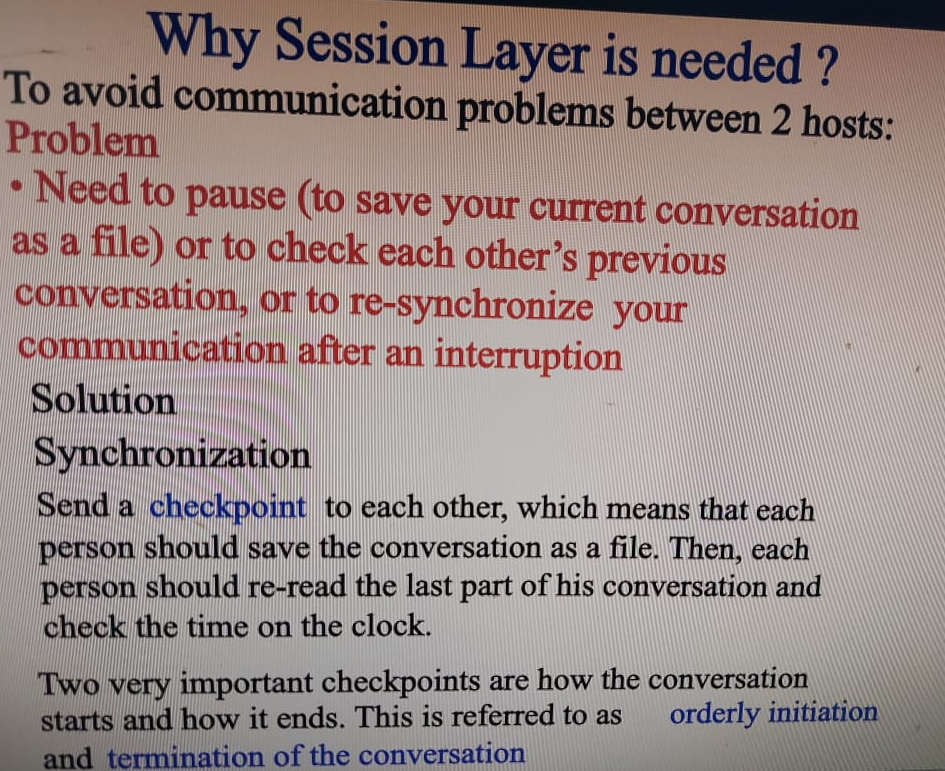 Why Session Layer is needed ?
To avoid communication problems between 2 hosts:
Problem
• Need to pause (to save your current conversation
as a file) or to check each other's previous
conversation, or to re-synchronize your
communication after an interruption
Solution
Synchronization
Send a checkpoint to each other, which means that each
person should save the conversation as a file. Then, each
person should re-read the last part of his conversation and
check the time on the clock.
Two very important checkpoints are how the conversation
starts and how it ends. This is referred to as orderly initiation
and termination of the conversation